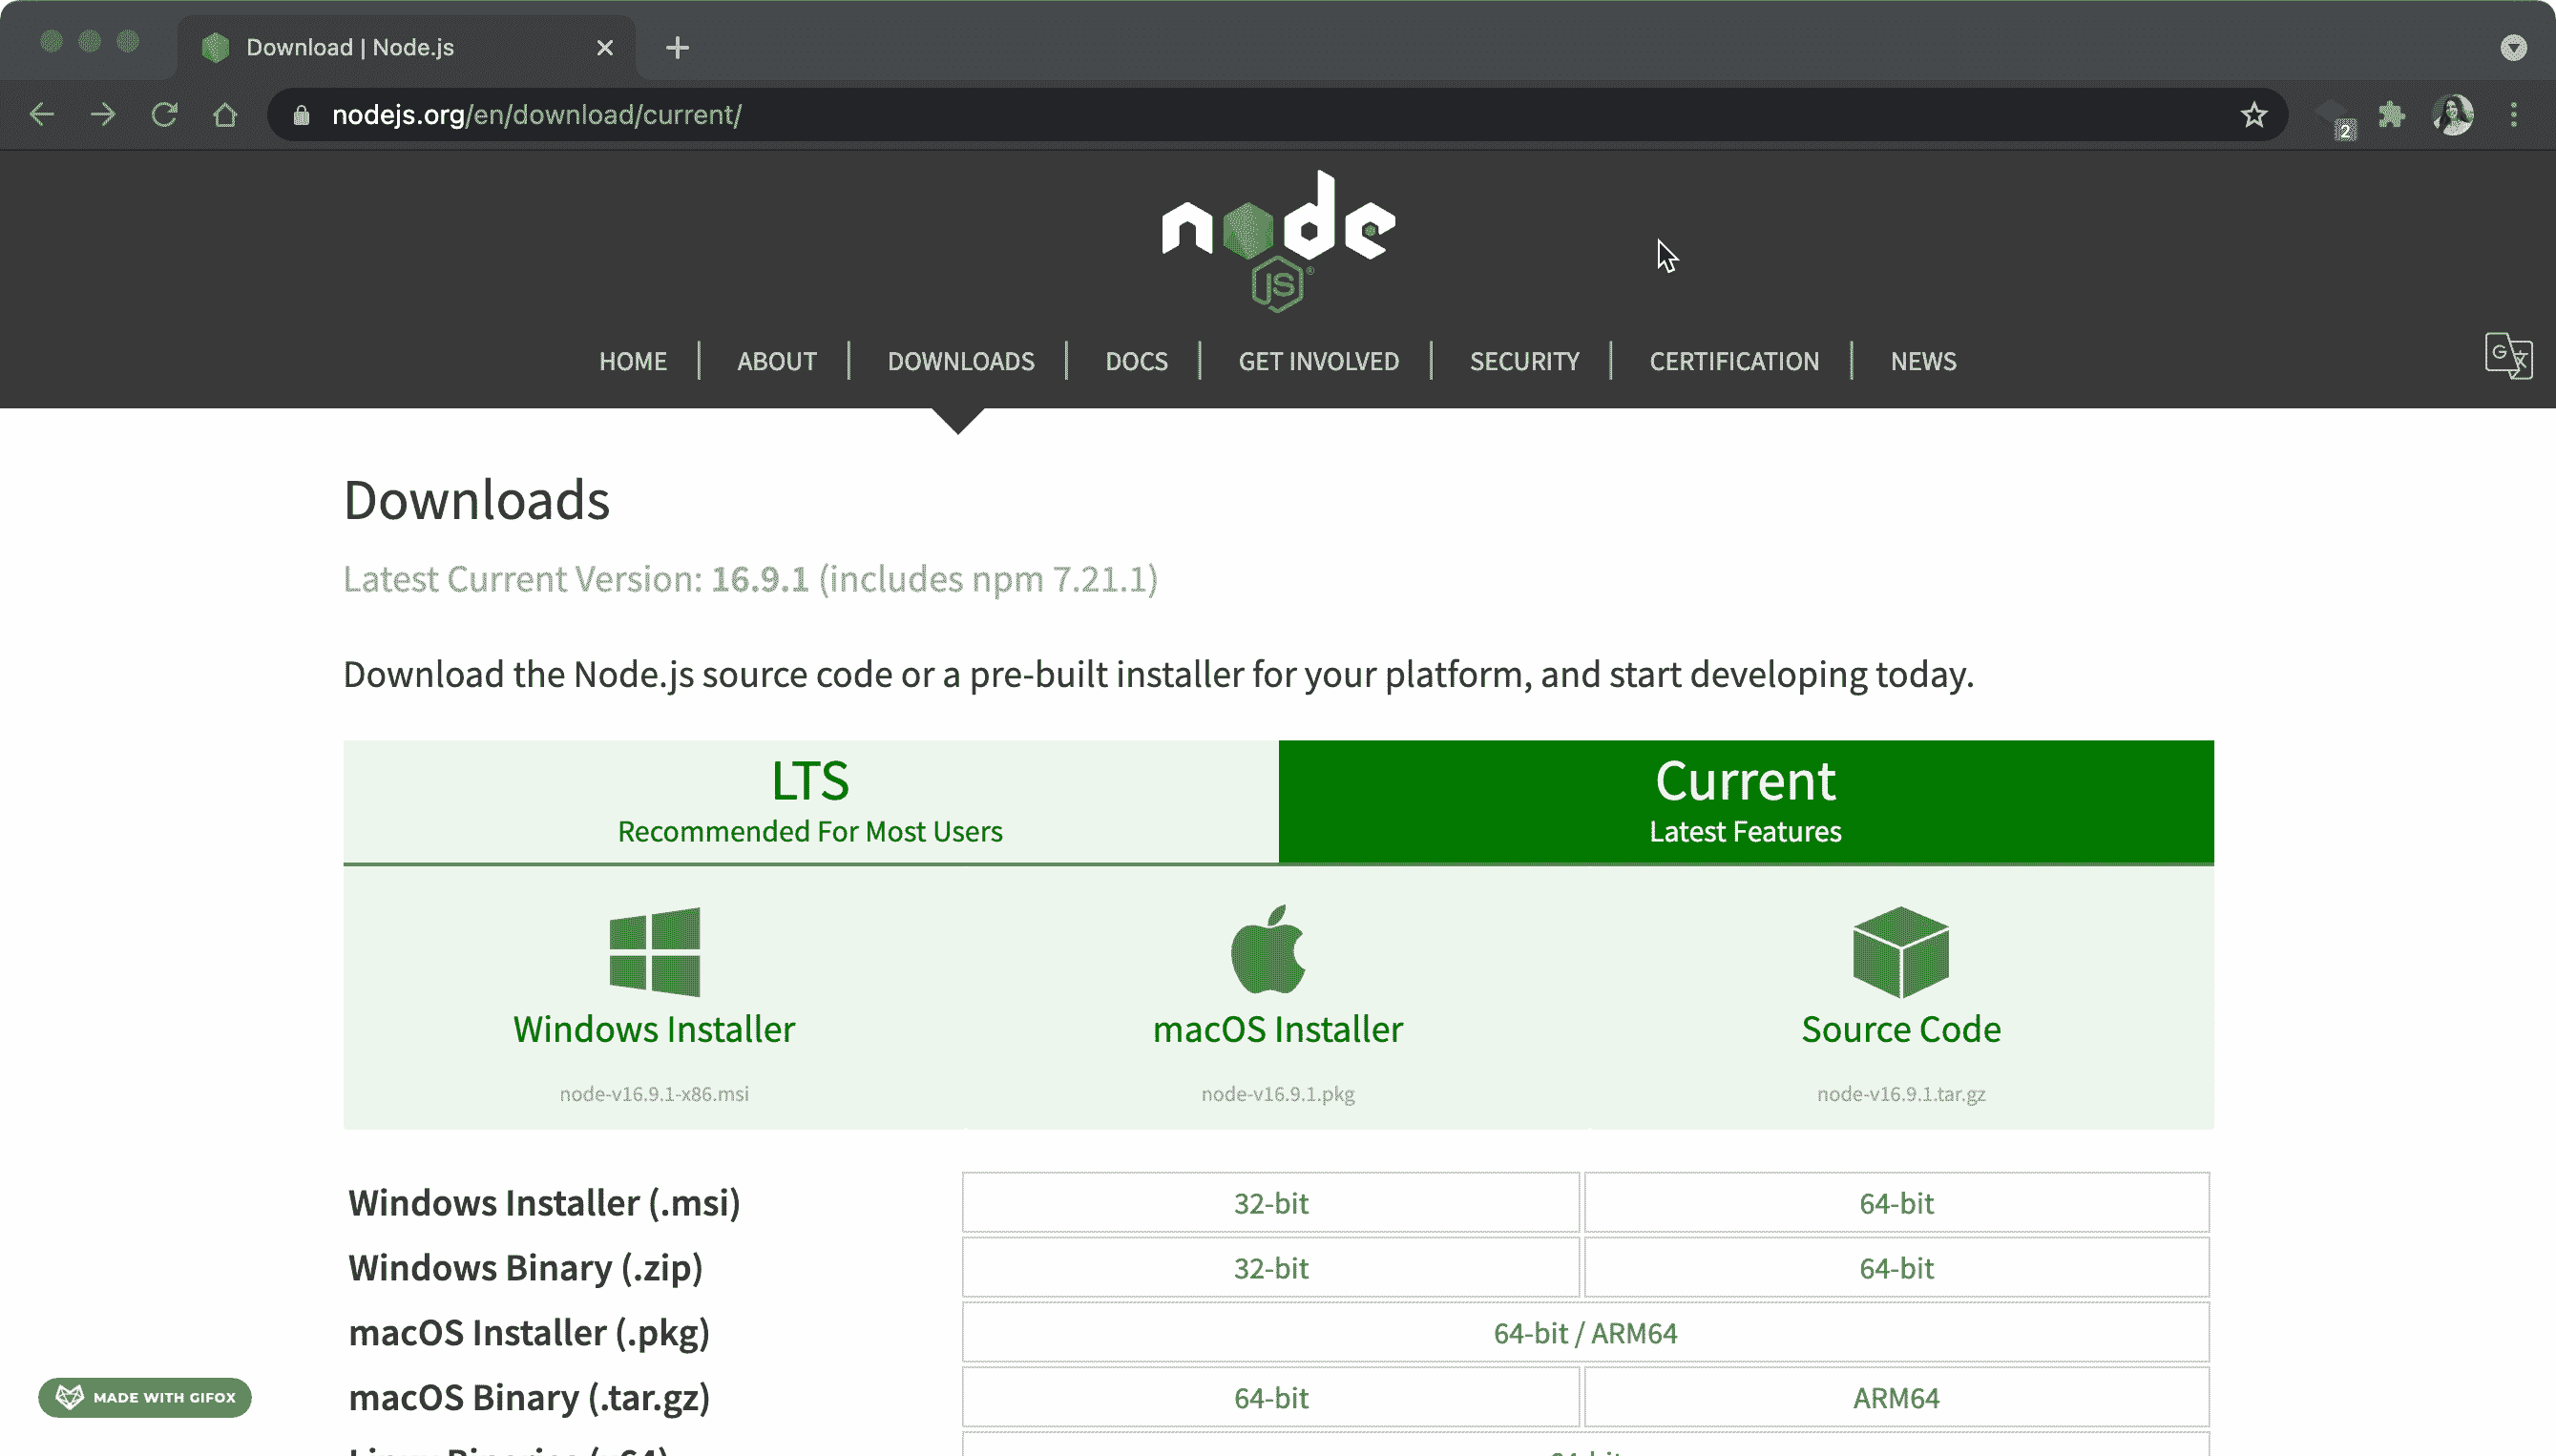 Download | Node.js
nodejs.org/en/download/current/
2
node
JS
HOME ABOUT DOWNLOADS DOCS GET INVOLVED SECURITY CERTIFICATION NEWS
Downloads
Latest Current Version: 16.9.1 (includes npm 7.21.1)
Download the Node.js source code or a pre-built installer for your platform, and start developing today.
LTS
Recommended For Most Users
Current
Latest Features
Windows Installer
node-v16.9.1-x86.msi
macOS Installer
node-v16.9.1.pkg
Source Code
node-v16.9.1.tar.gz
Windows Installer (.msi) 32-bit 64-bit
Windows Binary (.zip) 32-bit 64-bit
macOS Installer (.pkg) 64-bit / ARM64
macOS Binary (.tar.gz) 64-bit ARM64
MADE WITH GIFOX